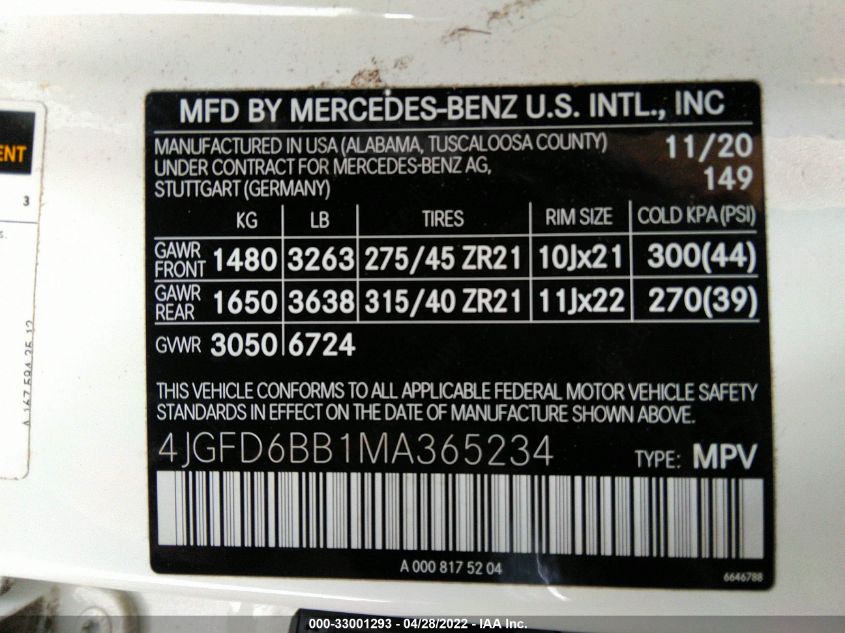 MFD BY MERCEDES-BENZ U.S. INTL., INC
MANUFACTURED IN USA (ALABAMA, TUSCALOOSA COUNTY) 11/20
UNDER CONTRACT FOR MERCEDES-BENZ AG,
STUTTGART (GERMANY) 149
KG LB TIRES RIM SIZE COLD KPA (PSI)
GAWR FRONT 1480 3263 275/45 ZR21 10Jx21 300(44)
GAWR REAR 1650 3638 315/40 ZR21 11Jx22 270(39)
GVWR 3050 6724
THIS VEHICLE CONFORMS TO ALL APPLICABLE FEDERAL MOTOR VEHICLE SAFETY
STANDARDS IN EFFECT ON THE DATE OF MANUFACTURE SHOWN ABOVE.
4JGFD6BB1MA365234 TYPE: MPV
A 000 817 52 04
6646788
ENT
3
s.
A 167 594 25 12
000-33001293 - 04/28/2022 - IAA Inc.